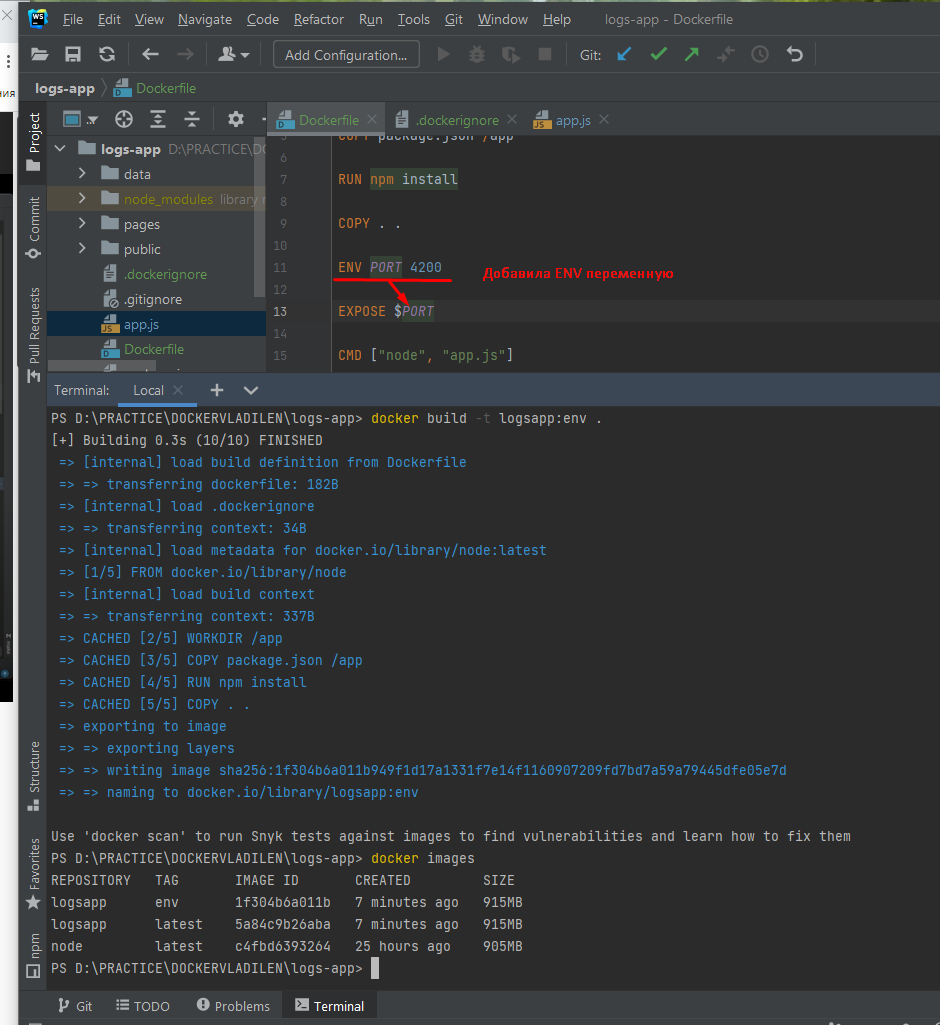 File Edit View Navigate Code Refactor Run Tools Git Window Help logs-app - Dockerfile
Add Configuration... Git:
logs-app Dockerfile
ния
Project
Commit
Pull Requests
Structure
Favorites
npm
logs-app D:\PRACTICE\DO
data
node_modules library r
pages
public
.dockerignore
.gitignore
app.js
Dockerfile
Dockerfile .dockerignore app.js
COPY package.json /app
6
7 RUN npm install
8
9 COPY . .
10
11 ENV PORT 4200
Добавила ENV переменную
12
13 EXPOSE $PORT
14
15 CMD ["node", "app.js"]
Terminal: Local
PS D:\PRACTICE\DOCKERVLADILEN\logs-app> docker build -t logsapp:env .
[+] Building 0.3s (10/10) FINISHED
=> [internal] load build definition from Dockerfile
=> => transferring dockerfile: 182B
=> [internal] load .dockerignore
=> => transferring context: 34B
=> [internal] load metadata for docker.io/library/node:latest
=> [1/5] FROM docker.io/library/node
=> [internal] load build context
=> => transferring context: 337B
=> CACHED [2/5] WORKDIR /app
=> CACHED [3/5] COPY package.json /app
=> CACHED [4/5] RUN npm install
=> CACHED [5/5] COPY . .
=> exporting to image
=> => exporting layers
=> => writing image sha256:1f304b6a011b949f1d17a1331f7e14f1160907209fd7bd7a59a79445dfe05e7d
=> => naming to docker.io/library/logsapp:env
Use 'docker scan' to run Snyk tests against images to find vulnerabilities and learn how to fix them
PS D:\PRACTICE\DOCKERVLADILEN\logs-app> docker images
REPOSITORY TAG IMAGE ID CREATED SIZE
logsapp env 1f304b6a011b 7 minutes ago 915MB
logsapp latest 5a84c9b26aba 7 minutes ago 915MB
node latest c4fbd6393264 25 hours ago 905MB
PS D:\PRACTICE\DOCKERVLADILEN\logs-app>
Git TODO Problems Terminal